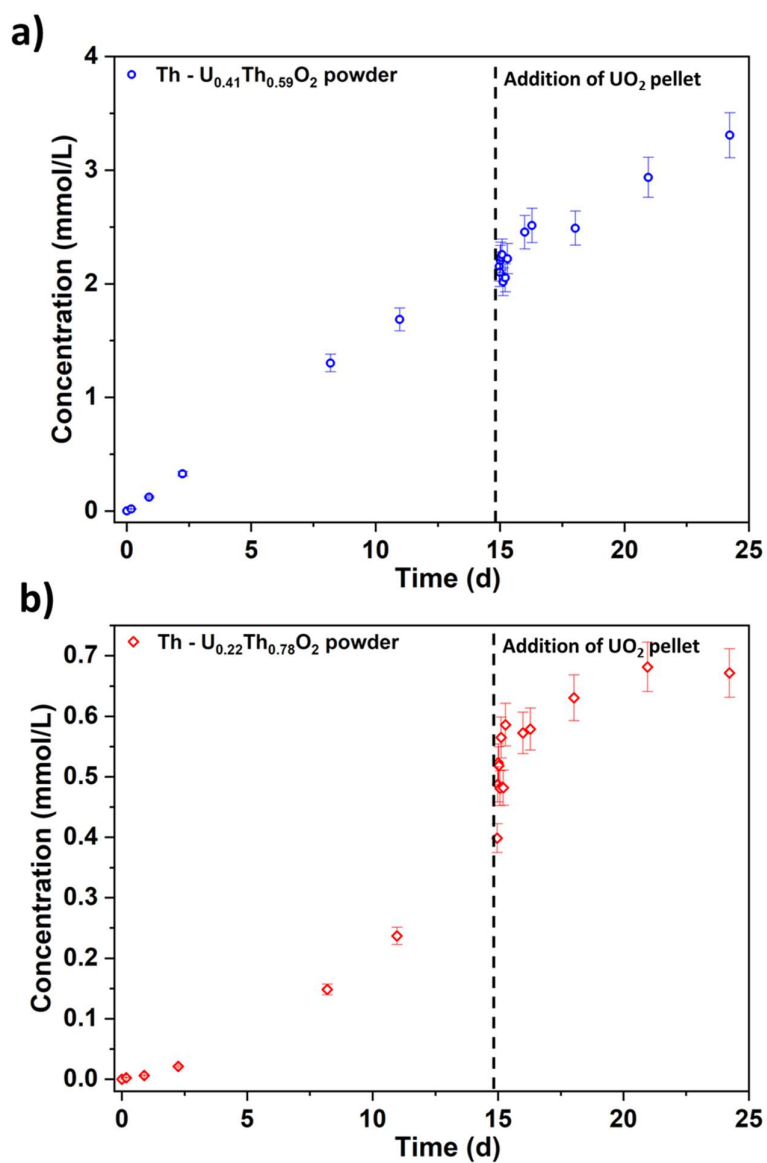 a)
4
3
2
1
0
Concentration (mmol/L)
Th - U0.41Th0.59O2 powder
Addition of UO2 pellet
0 5 10 15 20 25
Time (d)
b)
0.7
0.6
0.5
0.4
0.3
0.2
0.1
0.0
Concentration (mmol/L)
Th - U0.22Th0.78O2 powder
Addition of UO2 pellet
0 5 10 15 20 25
Time (d)